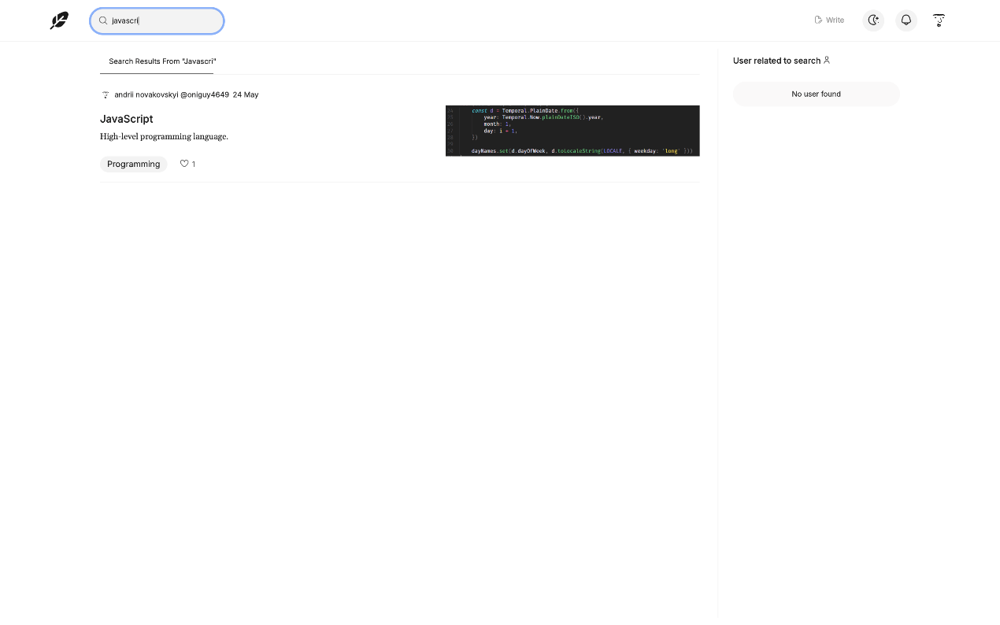 javascri
Write
Search Results From "Javascri"
User related to search
andrii novakovskyi @oniguy4649 24 May
No user found
JavaScript
High-level programming language.
Programming
1
24 const d = Temporal.PlainDate.from({
25 year: Temporal.Now.plainDateISO().year,
26 month: 1,
27 day: i + 1,
28 })
29
30 dayNames.set(d.dayOfWeek, d.toLocaleString(LOCALE, { weekday: 'long' }))